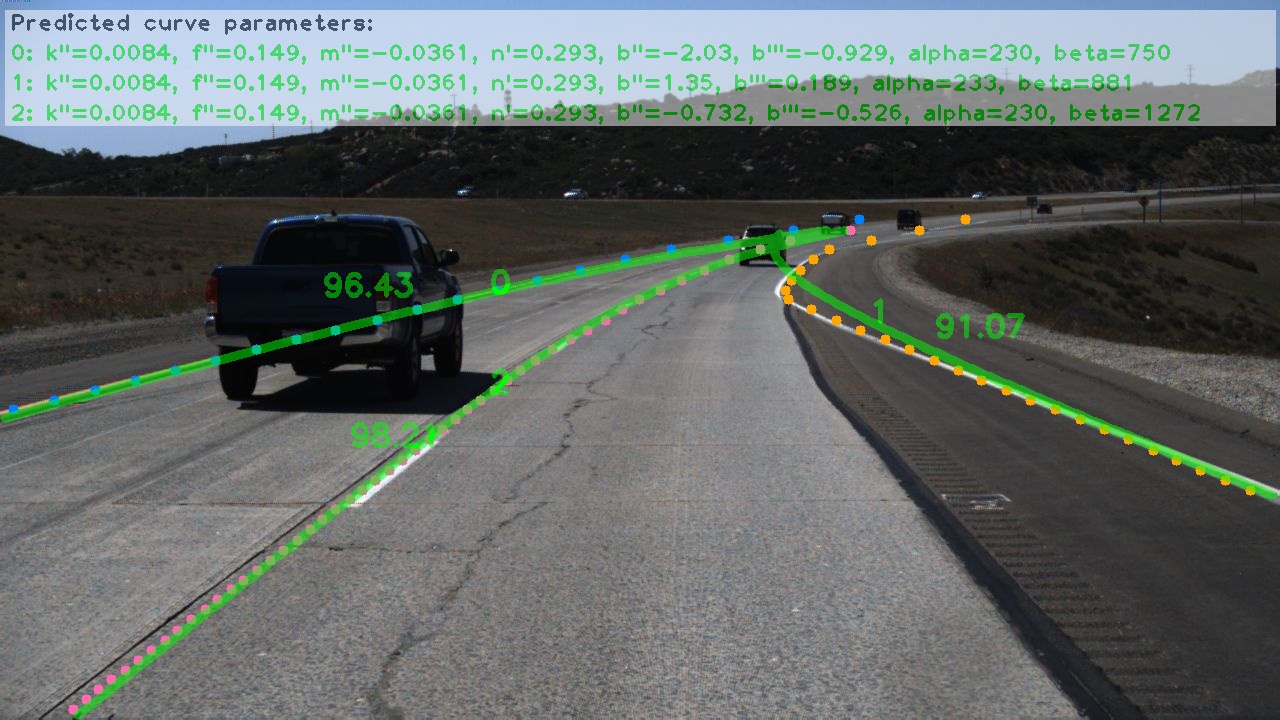 Predicted curve parameters:
0: k''=0.0084, f''=0.149, m''=-0.0361, n'=0.293, b''=-2.03, b'''=-0.929, alpha=230, beta=750
1: k''=0.0084, f''=0.149, m''=-0.0361, n'=0.293, b''=1.35, b'''=0.189, alpha=233, beta=881
2: k''=0.0084, f''=0.149, m''=-0.0361, n'=0.293, b''=-0.732, b'''=-0.526, alpha=230, beta=1272
96.43 0
1 91.07
2
98.21